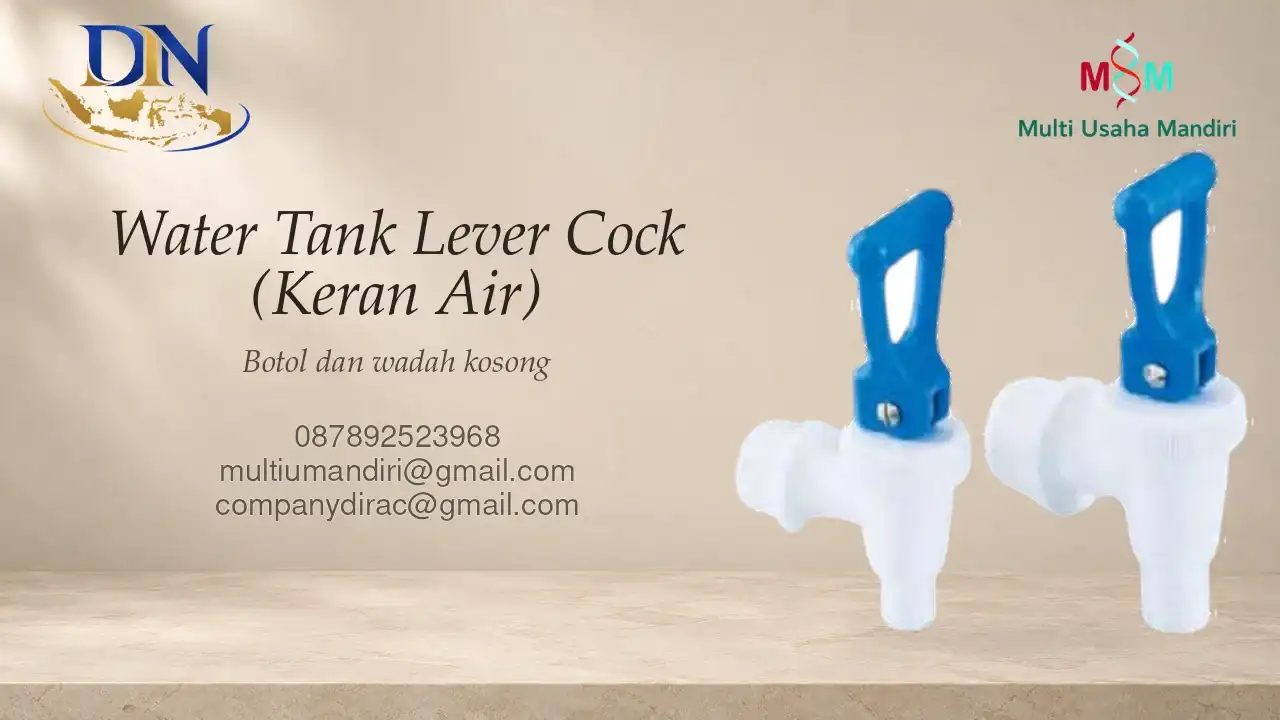 DIN
MSM
Multi Usaha Mandiri
Water Tank Lever Cock
(Keran Air)
Botol dan wadah kosong
087892523968
multiumandiri@gmail.com
companydirac@gmail.com